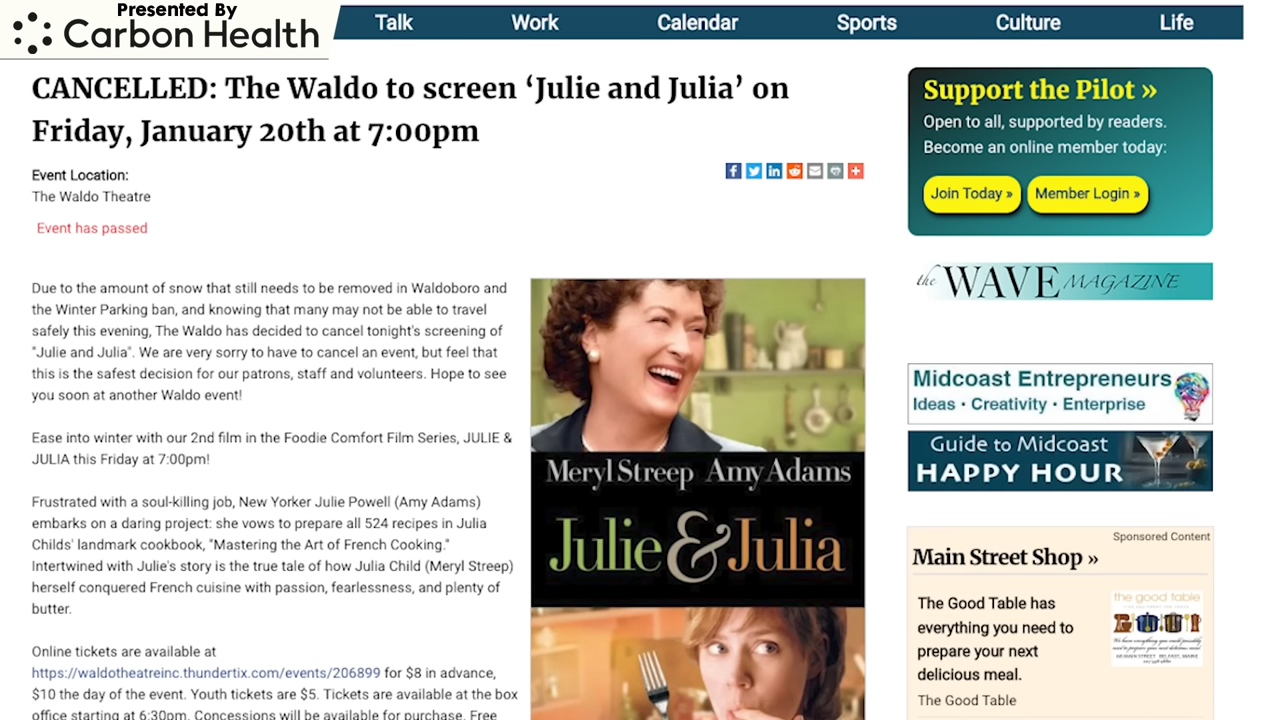 Presented By
Carbon Health
Talk Work Calendar Sports Culture Life
CANCELLED: The Waldo to screen ‘Julie and Julia’ on
Friday, January 20th at 7:00pm
Event Location:
The Waldo Theatre
Event has passed
Due to the amount of snow that still needs to be removed in Waldoboro and
the Winter Parking ban, and knowing that many may not be able to travel
safely this evening, The Waldo has decided to cancel tonight's screening of
"Julie and Julia". We are very sorry to have to cancel an event, but feel that
this is the safest decision for our patrons, staff and volunteers. Hope to see
you soon at another Waldo event!
Ease into winter with our 2nd film in the Foodie Comfort Film Series, JULIE &
JULIA this Friday at 7:00pm!
Frustrated with a soul-killing job, New Yorker Julie Powell (Amy Adams)
embarks on a daring project: she vows to prepare all 524 recipes in Julia
Childs' landmark cookbook, "Mastering the Art of French Cooking."
Intertwined with Julie's story is the true tale of how Julia Child (Meryl Streep)
herself conquered French cuisine with passion, fearlessness, and plenty of
butter.
Online tickets are available at
https://waldotheatreinc.thundertix.com/events/206899 for $8 in advance,
$10 the day of the event. Youth tickets are $5. Tickets are available at the box
office starting at 6:30pm. Concessions will be available for purchase. Free
Meryl Streep Amy Adams
Julie & Julia
Support the Pilot »
Open to all, supported by readers.
Become an online member today:
Join Today » Member Login »
the WAVE MAGAZINE
Midcoast Entrepreneurs
Ideas · Creativity · Enterprise
Guide to Midcoast
HAPPY HOUR
Sponsored Content
Main Street Shop »
The Good Table has
everything you need to
prepare your next
delicious meal.
The Good Table
the good table